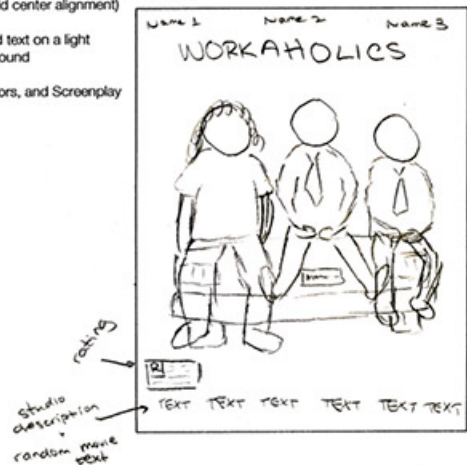 d center alignment)
d text on a light
ound
ors, and Screenplay
Name 1 Name 2 Name 3
WORKAHOLICS
rating
R
studio
description
random movie
text
TEXT TEXT TEXT TEXT TEXT TEXT